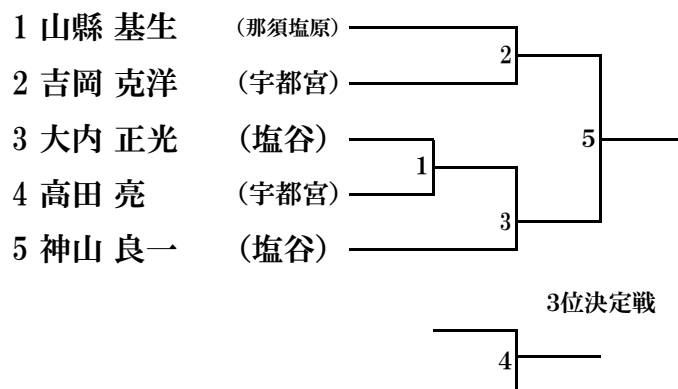 1 山縣 基生 （那須塩原） 2
2 吉岡 克洋 （宇都宮）
3 大内 正光 （塩谷） 5
1
4 高田 亮 （宇都宮）
3
5 神山 良一 （塩谷）
3位決定戦
4